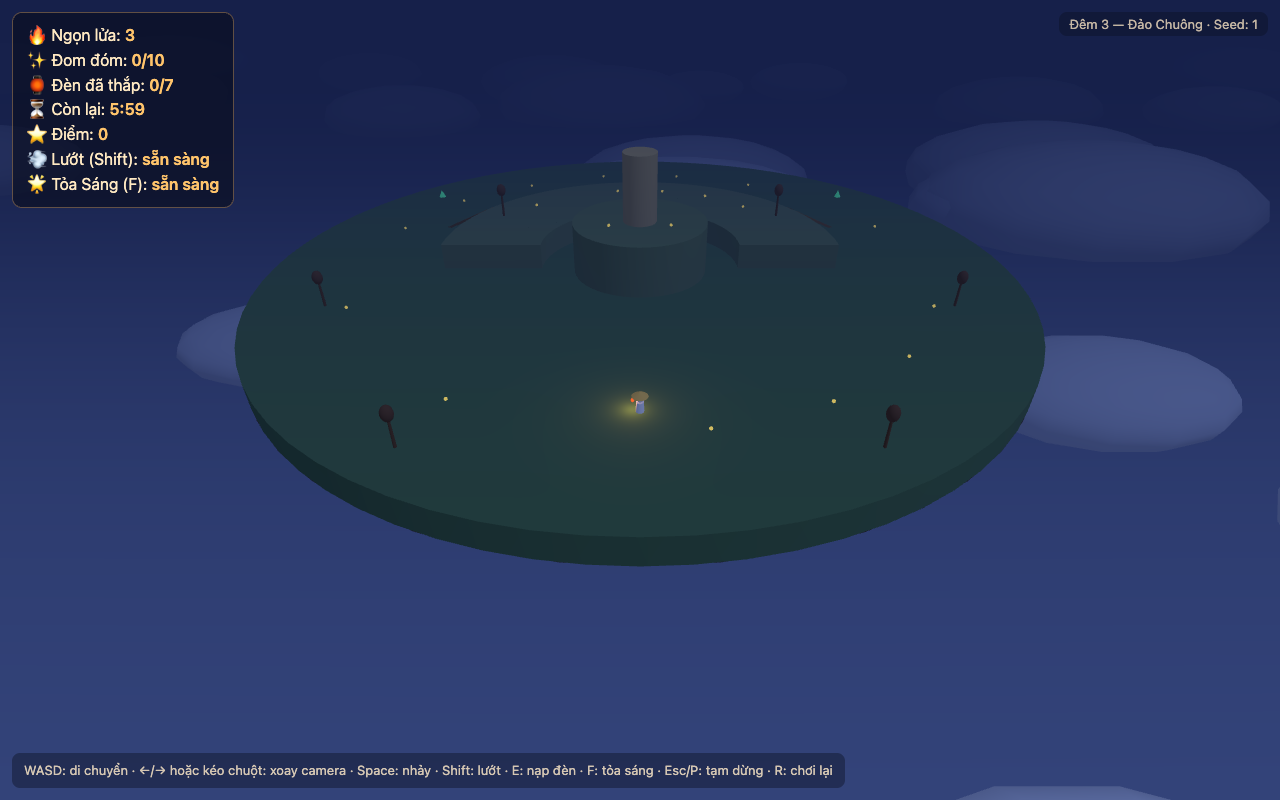 🔥 Ngọn lửa: 3
✨ Đom đóm: 0/10
🏮 Đèn đã thắp: 0/7
⏳ Còn lại: 5:59
⭐ Điểm: 0
💨 Lướt (Shift): sẵn sàng
🌟 Tỏa Sáng (F): sẵn sàng
Đêm 3 — Đảo Chuông · Seed: 1
WASD: di chuyển · ←/→ hoặc kéo chuột: xoay camera · Space: nhảy · Shift: lướt · E: nạp đèn · F: tỏa sáng · Esc/P: tạm dừng · R: chơi lại